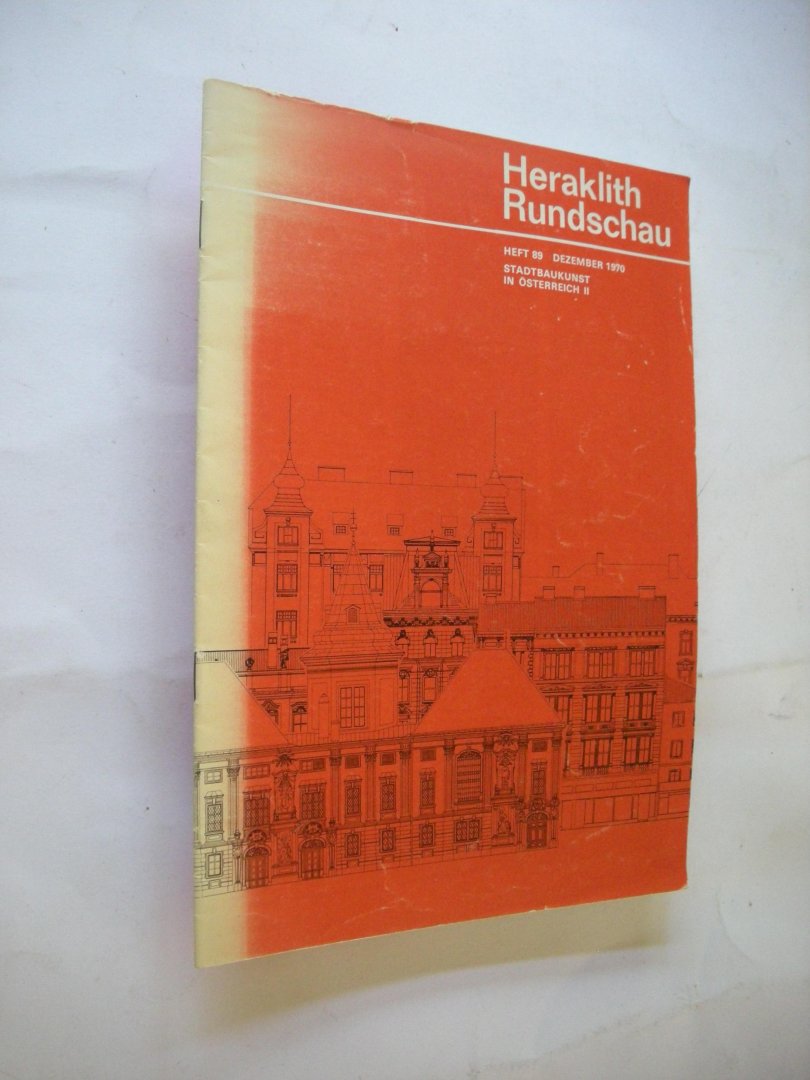 Heraklith
Rundschau
HEFT 89 DEZEMBER 1970
STADTBAUKUNST
IN ÖSTERREICH II